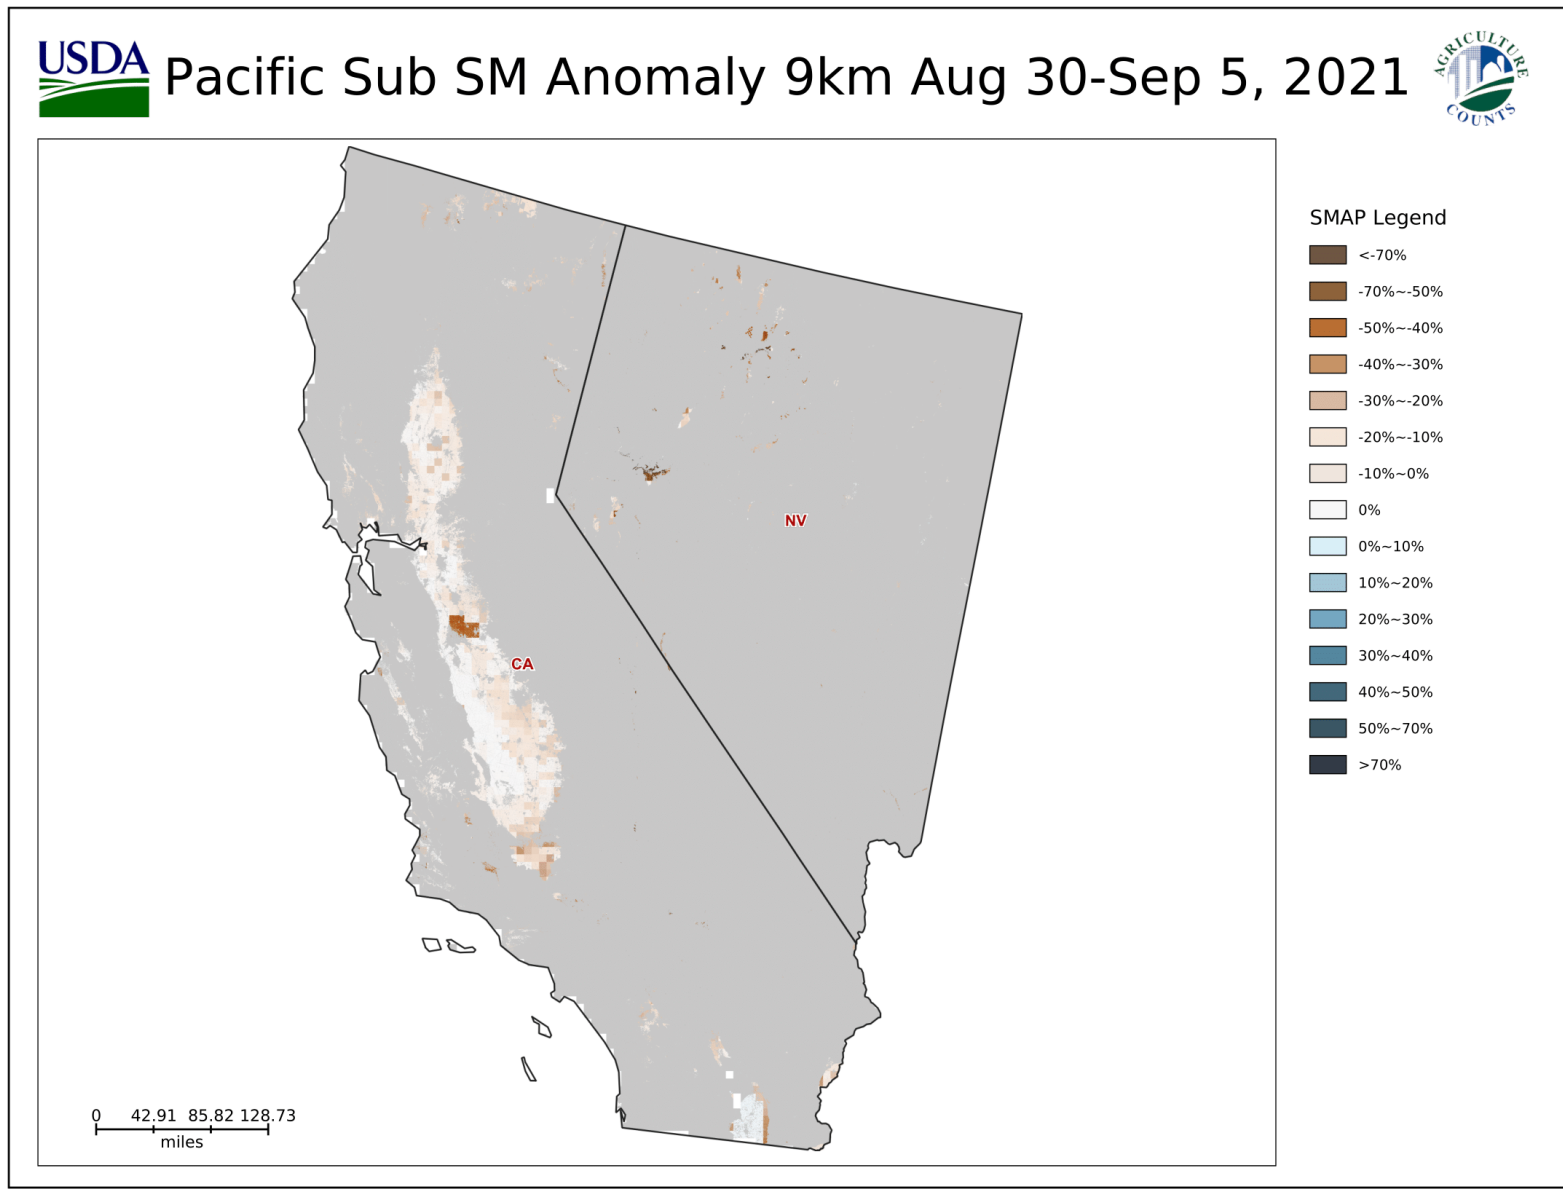 USDA
Pacific Sub SM Anomaly 9km Aug 30-Sep 5, 2021
AGRICULTURE
COUNTS
SMAP Legend
<-70%
-70%~-50%
-50%~-40%
-40%~-30%
-30%~-20%
-20%~-10%
-10%~0%
0%
0%~10%
10%~20%
20%~30%
30%~40%
40%~50%
50%~70%
>70%
NV
CA
0 42.91 85.82 128.73
miles